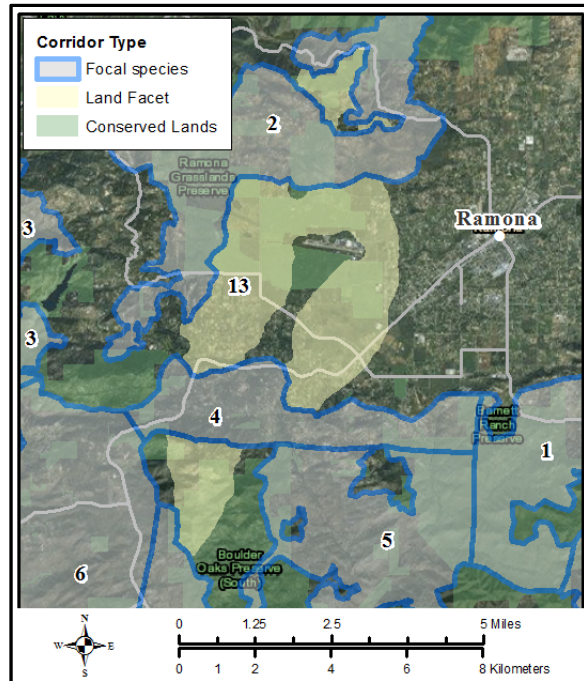 Corridor Type
Focal species
Land Facet
Conserved Lands
2
Ramona
Grasslands
Preserve
Ramona
3
13
3
4
Barnett
Ranch
Preserve
1
5
Boulder
Oaks Preserve
(South)
6
N
W E
S
0 1.25 2.5 5 Miles
0 1 2 4 6 8 Kilometers